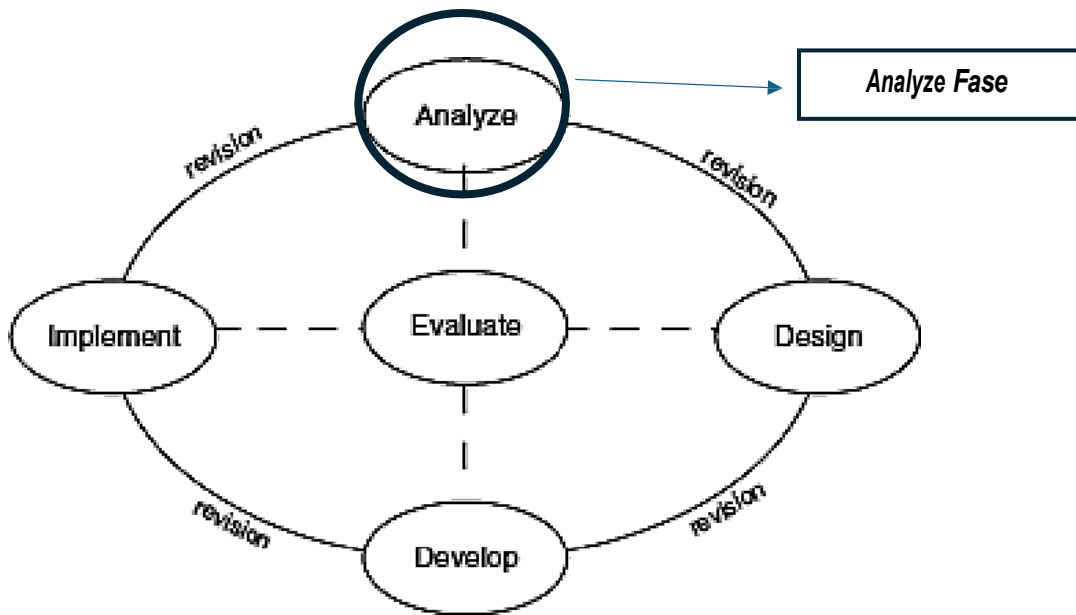 Analyze Fase
Analyze
revision
revision
Implement
Evaluate
Design
revision
revision
Develop